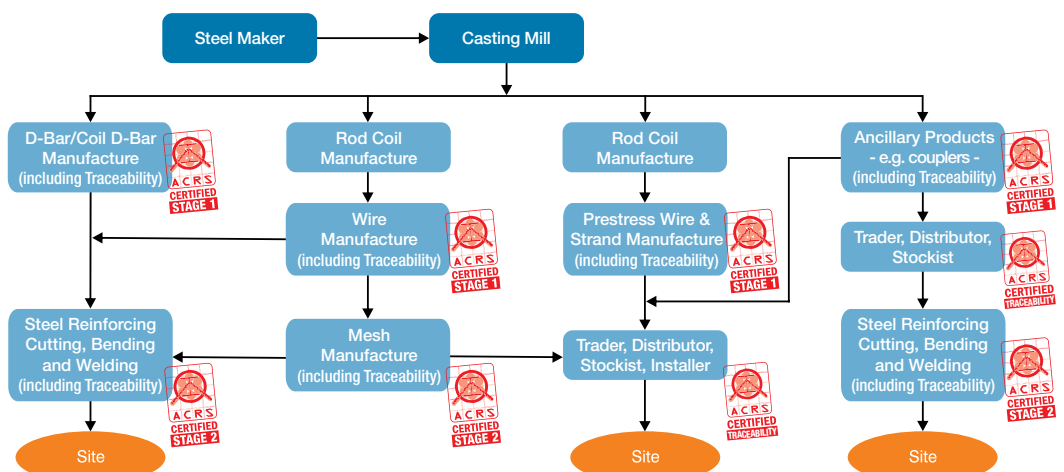 Steel Maker
Casting Mill
D-Bar/Coil D-Bar
Manufacture
(including Traceability)
ACRS
CERTIFIED
STAGE 1
Rod Coil
Manufacture
Rod Coil
Manufacture
Ancillary Products
- e.g. couplers -
(including Traceability)
ACRS
CERTIFIED
STAGE 1
Wire
Manufacture
(including Traceability)
ACRS
CERTIFIED
STAGE 1
Prestress Wire &
Strand Manufacture
(including Traceability)
ACRS
CERTIFIED
STAGE 1
Trader, Distributor,
Stockist
ACRS
CERTIFIED
TRACEABILITY
Steel Reinforcing
Cutting, Bending
and Welding
(including Traceability)
ACRS
CERTIFIED
STAGE 2
Mesh
Manufacture
(including Traceability)
ACRS
CERTIFIED
STAGE 2
Trader, Distributor,
Stockist, Installer
ACRS
CERTIFIED
TRACEABILITY
Steel Reinforcing
Cutting, Bending
and Welding
(including Traceability)
ACRS
CERTIFIED
STAGE 2
Site
Site
Site